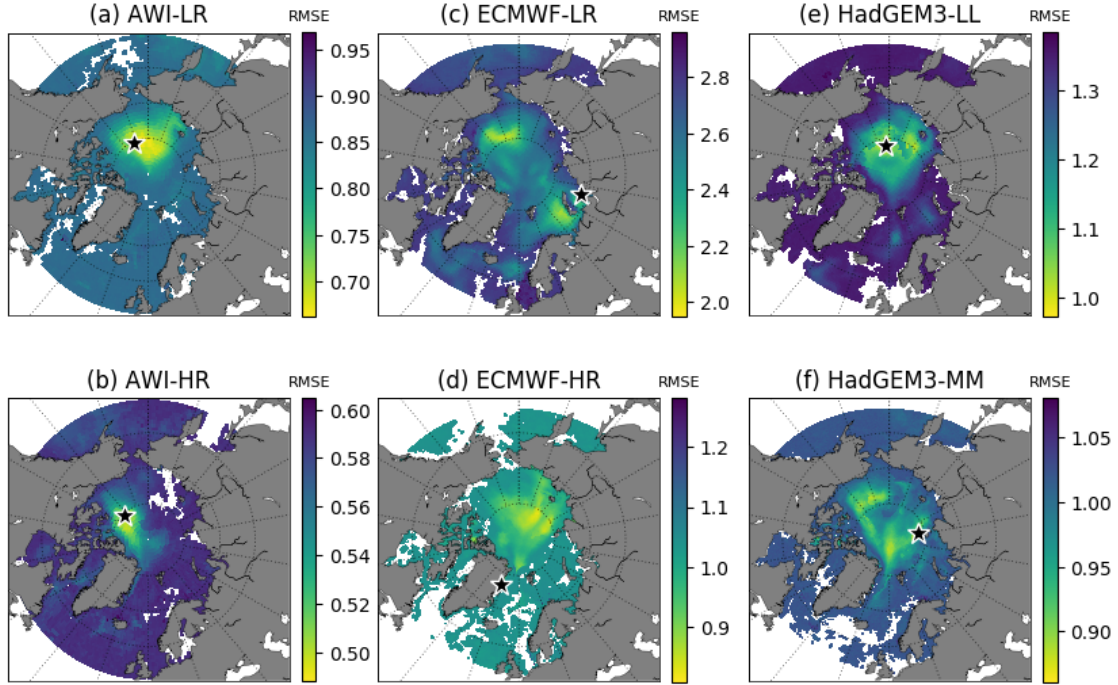 (a) AWI-LR
RMSE
0.95
0.90
0.85
0.80
0.75
0.70
(c) ECMWF-LR
RMSE
2.8
2.6
2.4
2.2
2.0
(e) HadGEM3-LL
RMSE
1.3
1.2
1.1
1.0
(b) AWI-HR
RMSE
0.60
0.58
0.56
0.54
0.52
0.50
(d) ECMWF-HR
RMSE
1.2
1.1
1.0
0.9
(f) HadGEM3-MM
RMSE
1.05
1.00
0.95
0.90